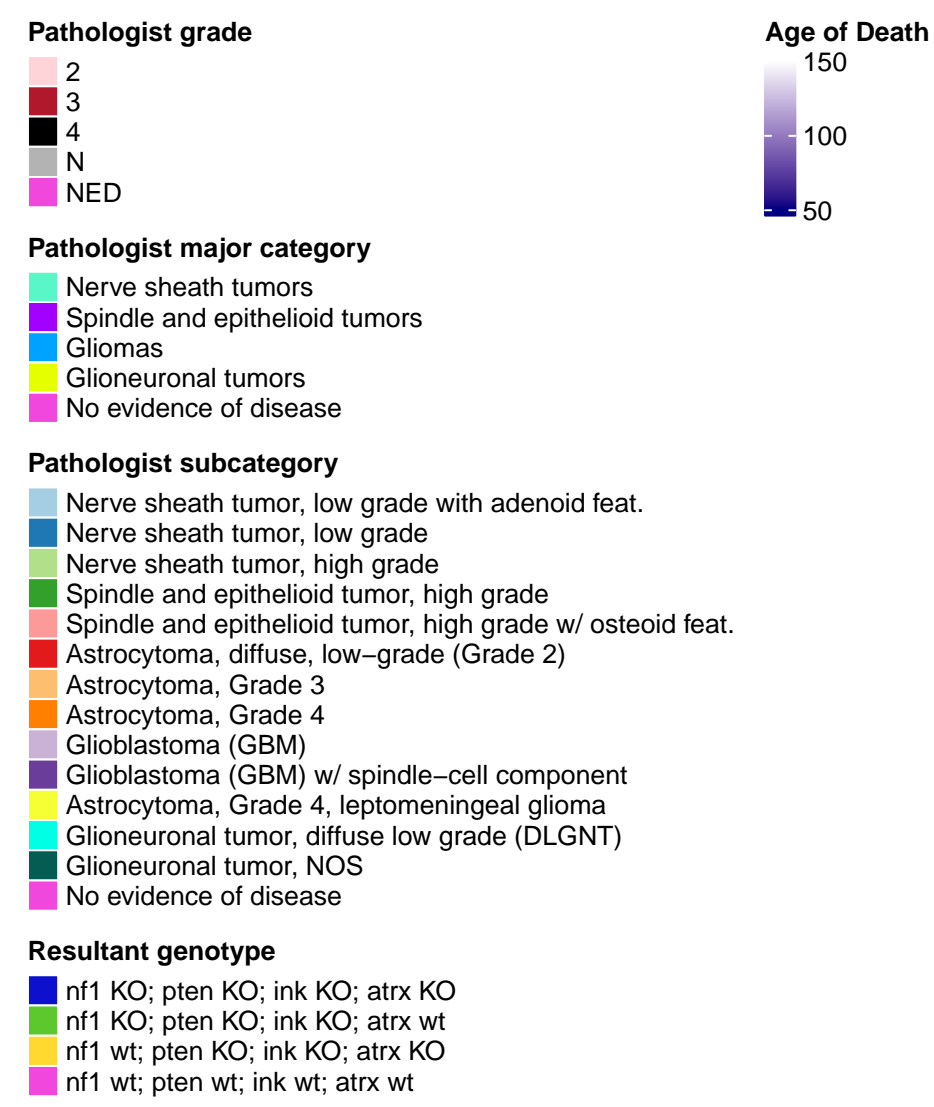 Pathologist grade
2
3
4
N
NED
Age of Death
150
100
50
Pathologist major category
Nerve sheath tumors
Spindle and epithelioid tumors
Gliomas
Glioneuronal tumors
No evidence of disease
Pathologist subcategory
Nerve sheath tumor, low grade with adenoid feat.
Nerve sheath tumor, low grade
Nerve sheath tumor, high grade
Spindle and epithelioid tumor, high grade
Spindle and epithelioid tumor, high grade w/ osteoid feat.
Astrocytoma, diffuse, low−grade (Grade 2)
Astrocytoma, Grade 3
Astrocytoma, Grade 4
Glioblastoma (GBM)
Glioblastoma (GBM) w/ spindle−cell component
Astrocytoma, Grade 4, leptomeningeal glioma
Glioneuronal tumor, diffuse low grade (DLGNT)
Glioneuronal tumor, NOS
No evidence of disease
Resultant genotype
nf1 KO; pten KO; ink KO; atrx KO
nf1 KO; pten KO; ink KO; atrx wt
nf1 wt; pten KO; ink KO; atrx KO
nf1 wt; pten wt; ink wt; atrx wt